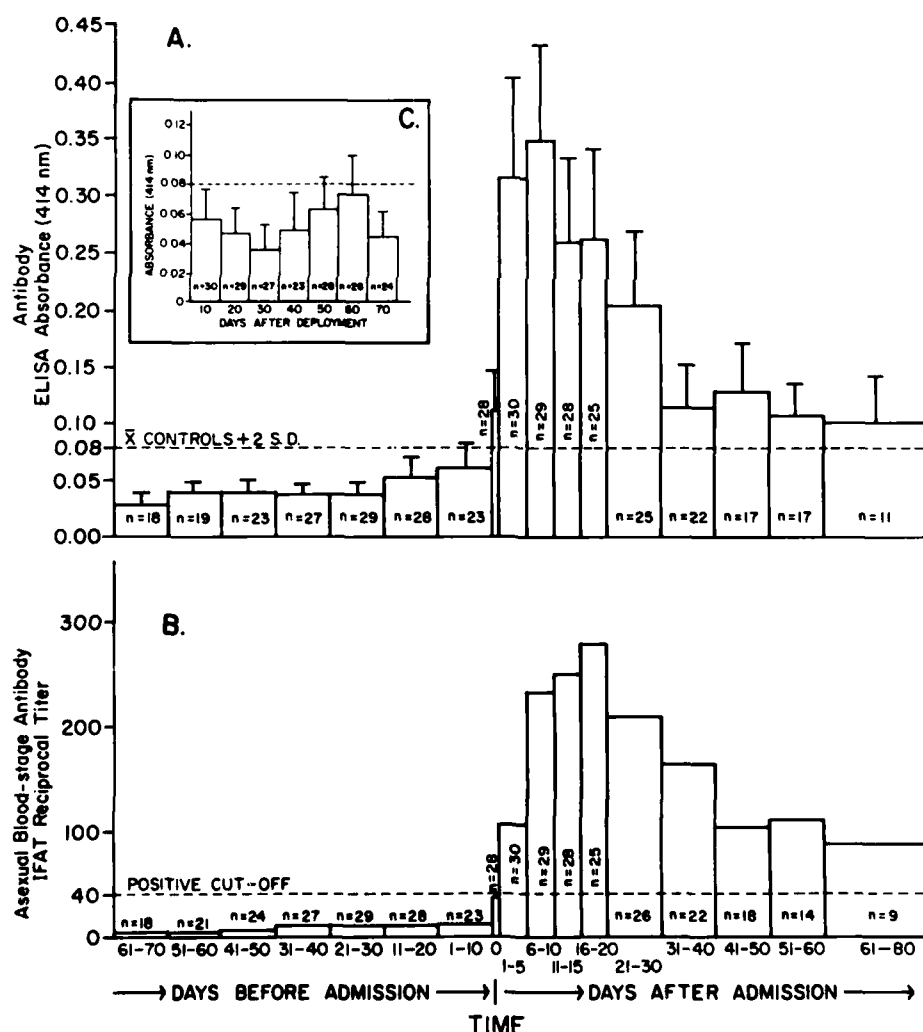 A.
Antibody
ELISA Absorbance (414 nm)
0.45
0.40
0.35
0.30
0.25
0.20
0.15
0.10
0.08
0.05
0.00
X̄ CONTROLS + 2 S.D.
n=18 n=19 n=23 n=27 n=29 n=28 n=23 n=28 n=30 n=29 n=28 n=25 n=25 n=22 n=17 n=17 n=11
C.
ABSORBANCE (414 nm)
0.12
0.10
0.08
0.06
0.04
0.02
0
n=30 n=29 n=27 n=23 n=28 n=28 n=24
10 20 30 40 50 60 70
DAYS AFTER DEPLOYMENT
B.
Asexual Blood-stage Antibody
IFAT Reciprocal Titer
300
200
100
40
0
POSITIVE CUT-OFF
n=18 n=21 n=24 n=27 n=29 n=28 n=23 n=28 n=30 n=29 n=28 n=25 n=26 n=22 n=18 n=14 n=9
61-70 51-60 41-50 31-40 21-30 11-20 1-10 0 6-10 16-20 31-40 41-50 51-60 61-80
1-5 11-15 21-30
DAYS BEFORE ADMISSION DAYS AFTER ADMISSION
TIME